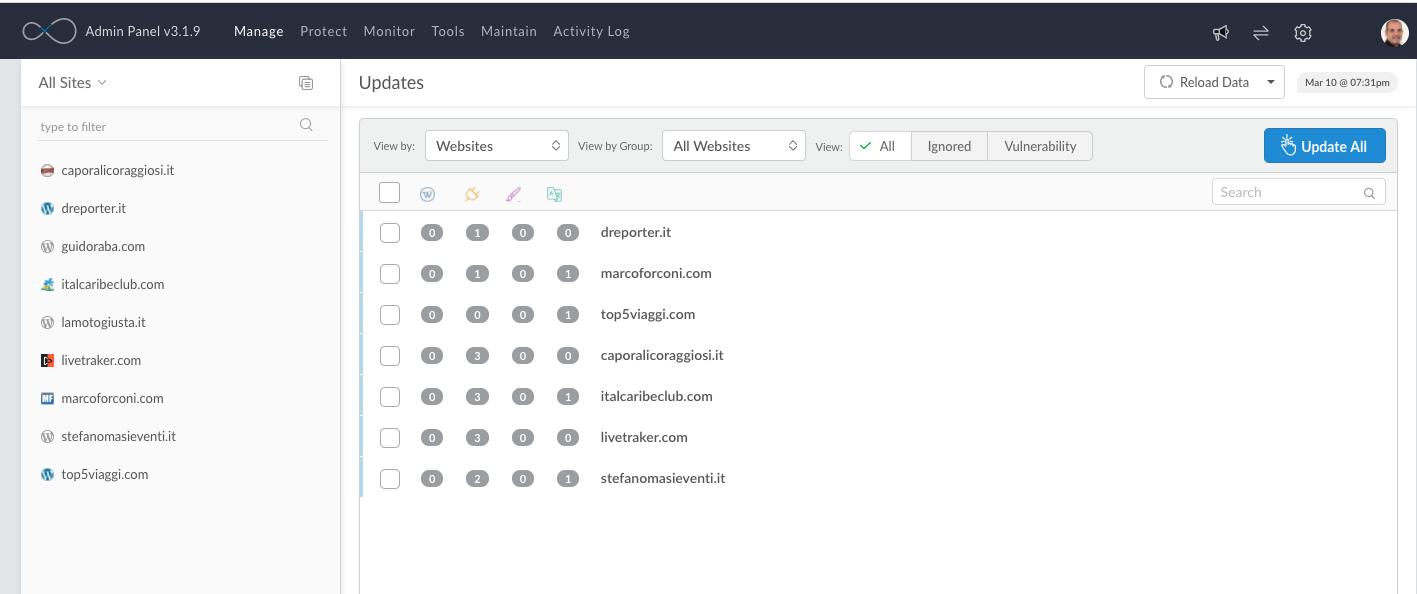 Admin Panel v3.1.9 Manage Protect Monitor Tools Maintain Activity Log
All Sites
type to filter
caporalicoraggiosi.it
dreporter.it
guidoraba.com
italcaribeclub.com
lamotogiusta.it
livetraker.com
marcoforconi.com
stefanomasieventi.it
top5viaggi.com
Updates
Reload Data
Mar 10 @ 07:31pm
View by: Websites View by Group: All Websites View: All Ignored Vulnerability Update All
Search
0 1 0 0 dreporter.it
0 1 0 1 marcoforconi.com
0 0 0 1 top5viaggi.com
0 3 0 0 caporalicoraggiosi.it
0 3 0 1 italcaribeclub.com
0 3 0 0 livetraker.com
0 2 0 1 stefanomasieventi.it